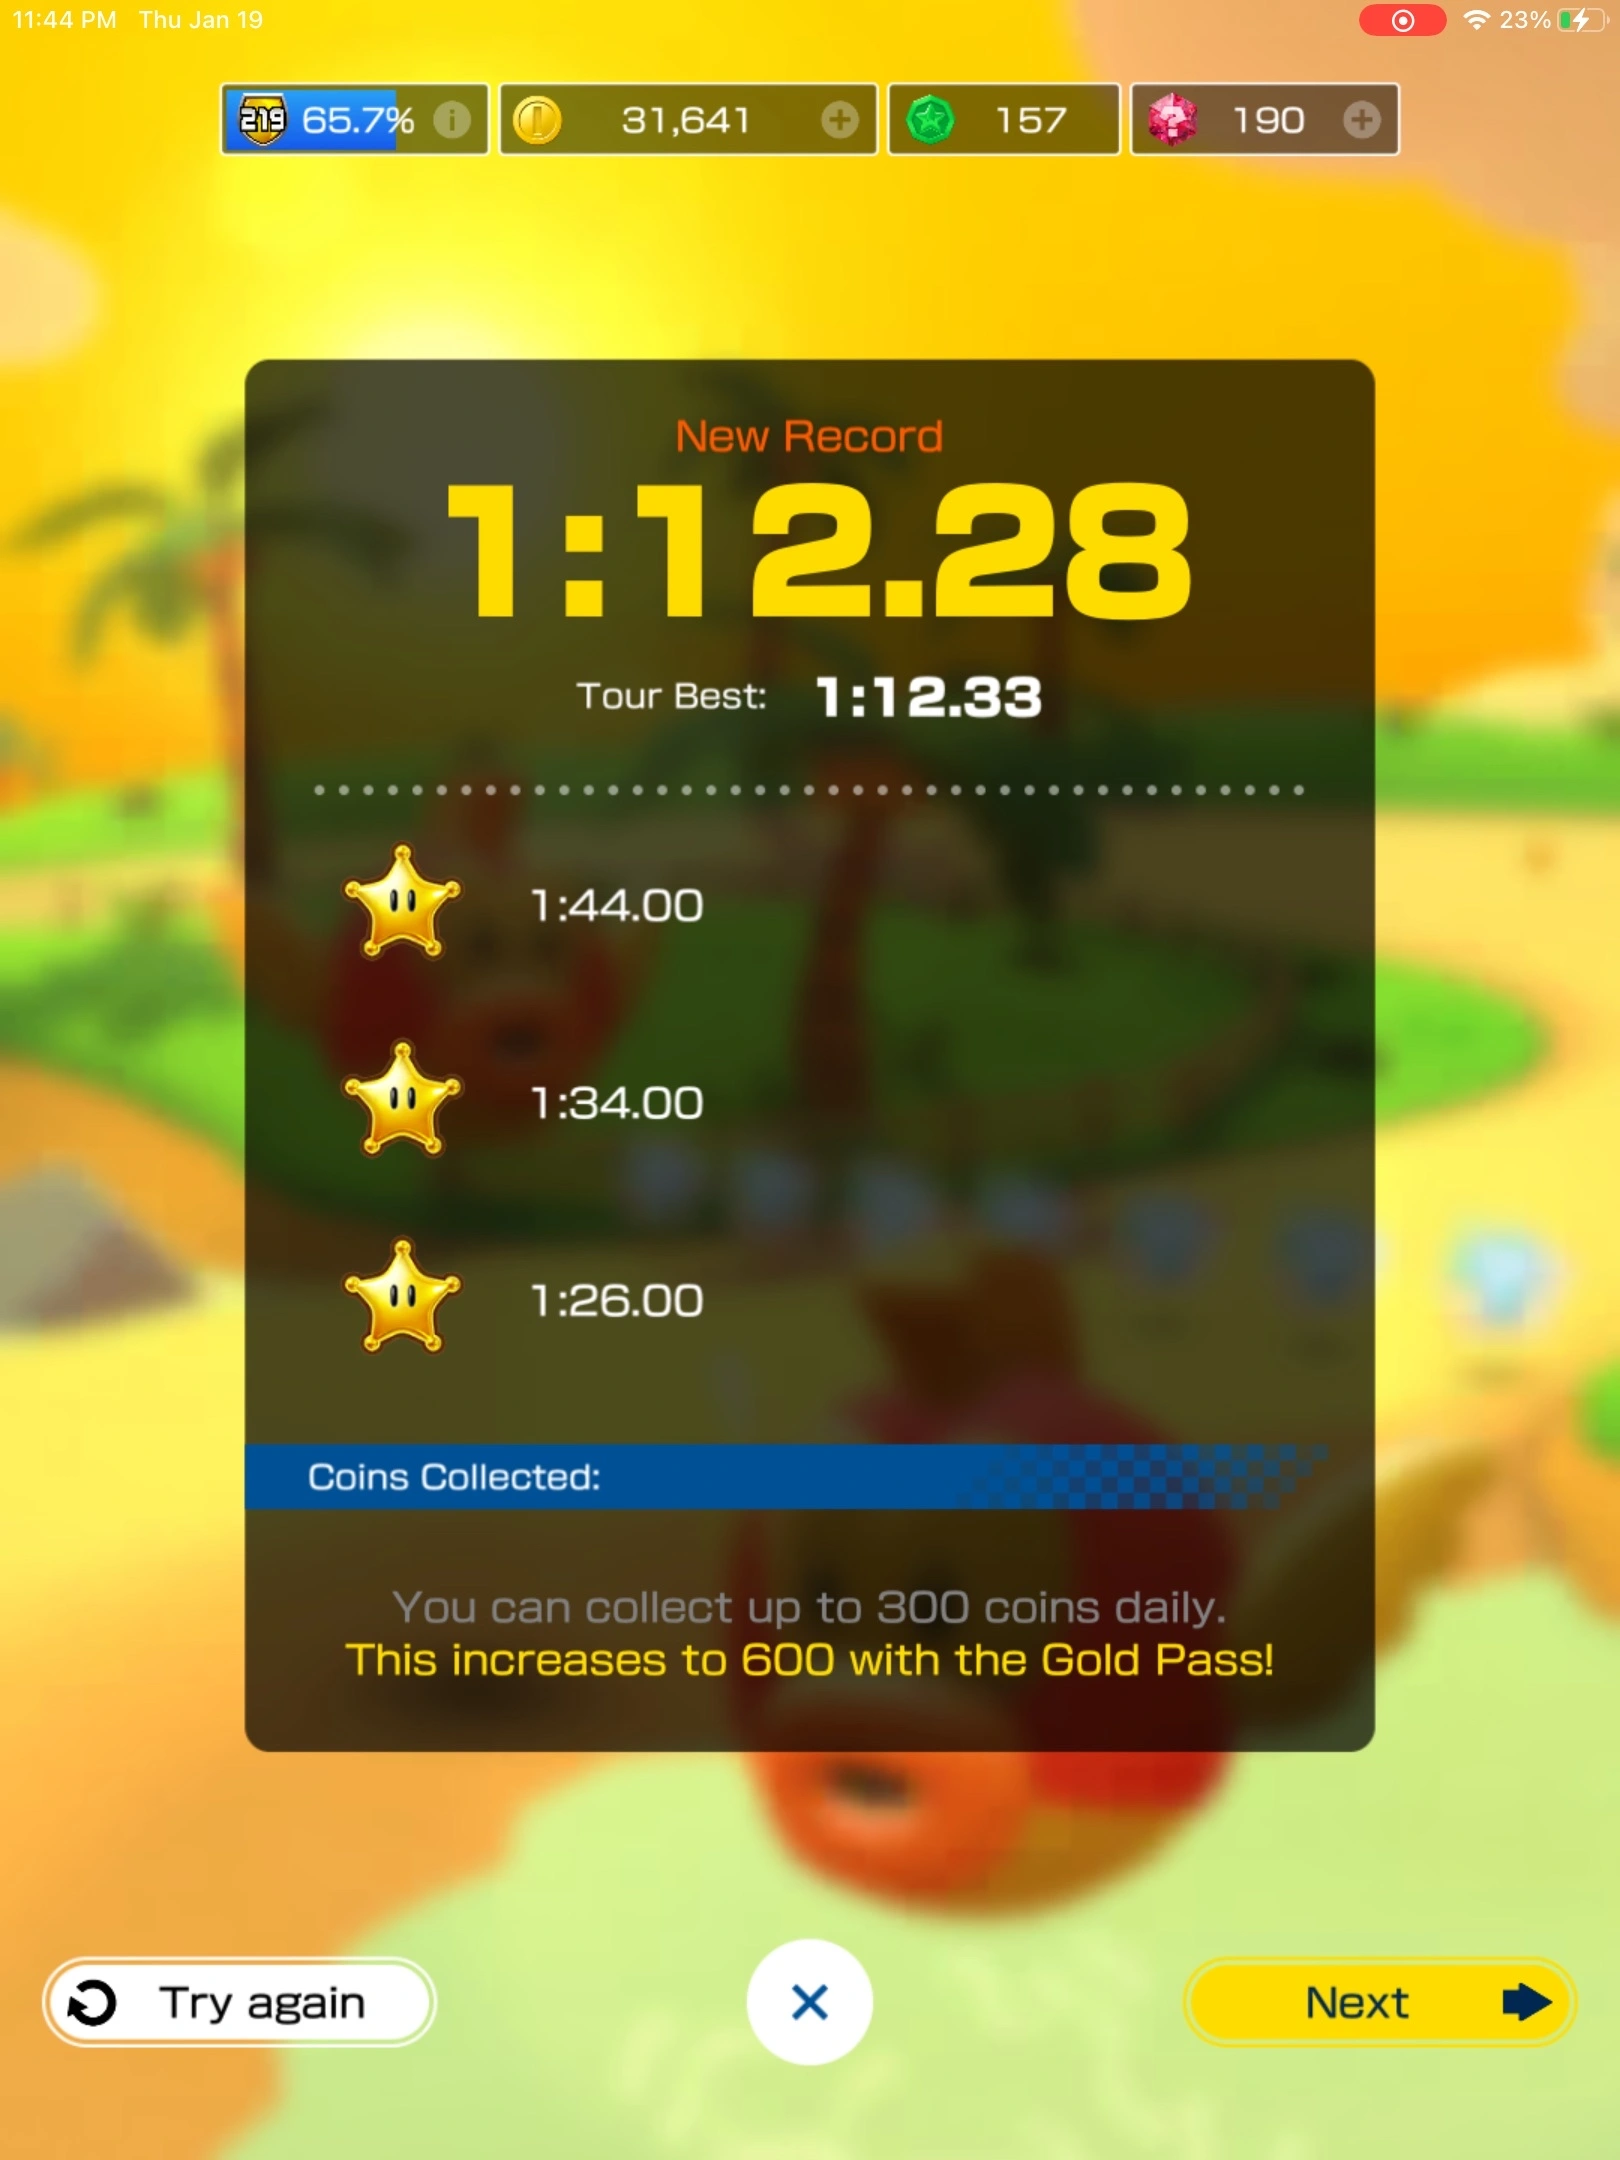 11:44 PM Thu Jan 19 23%
219 65.7% i 31,641 + 157 ? 190 +
New Record
1:12.28
Tour Best: 1:12.33
1:44.00
1:34.00
1:26.00
Coins Collected:
You can collect up to 300 coins daily.
This increases to 600 with the Gold Pass!
Try again × Next